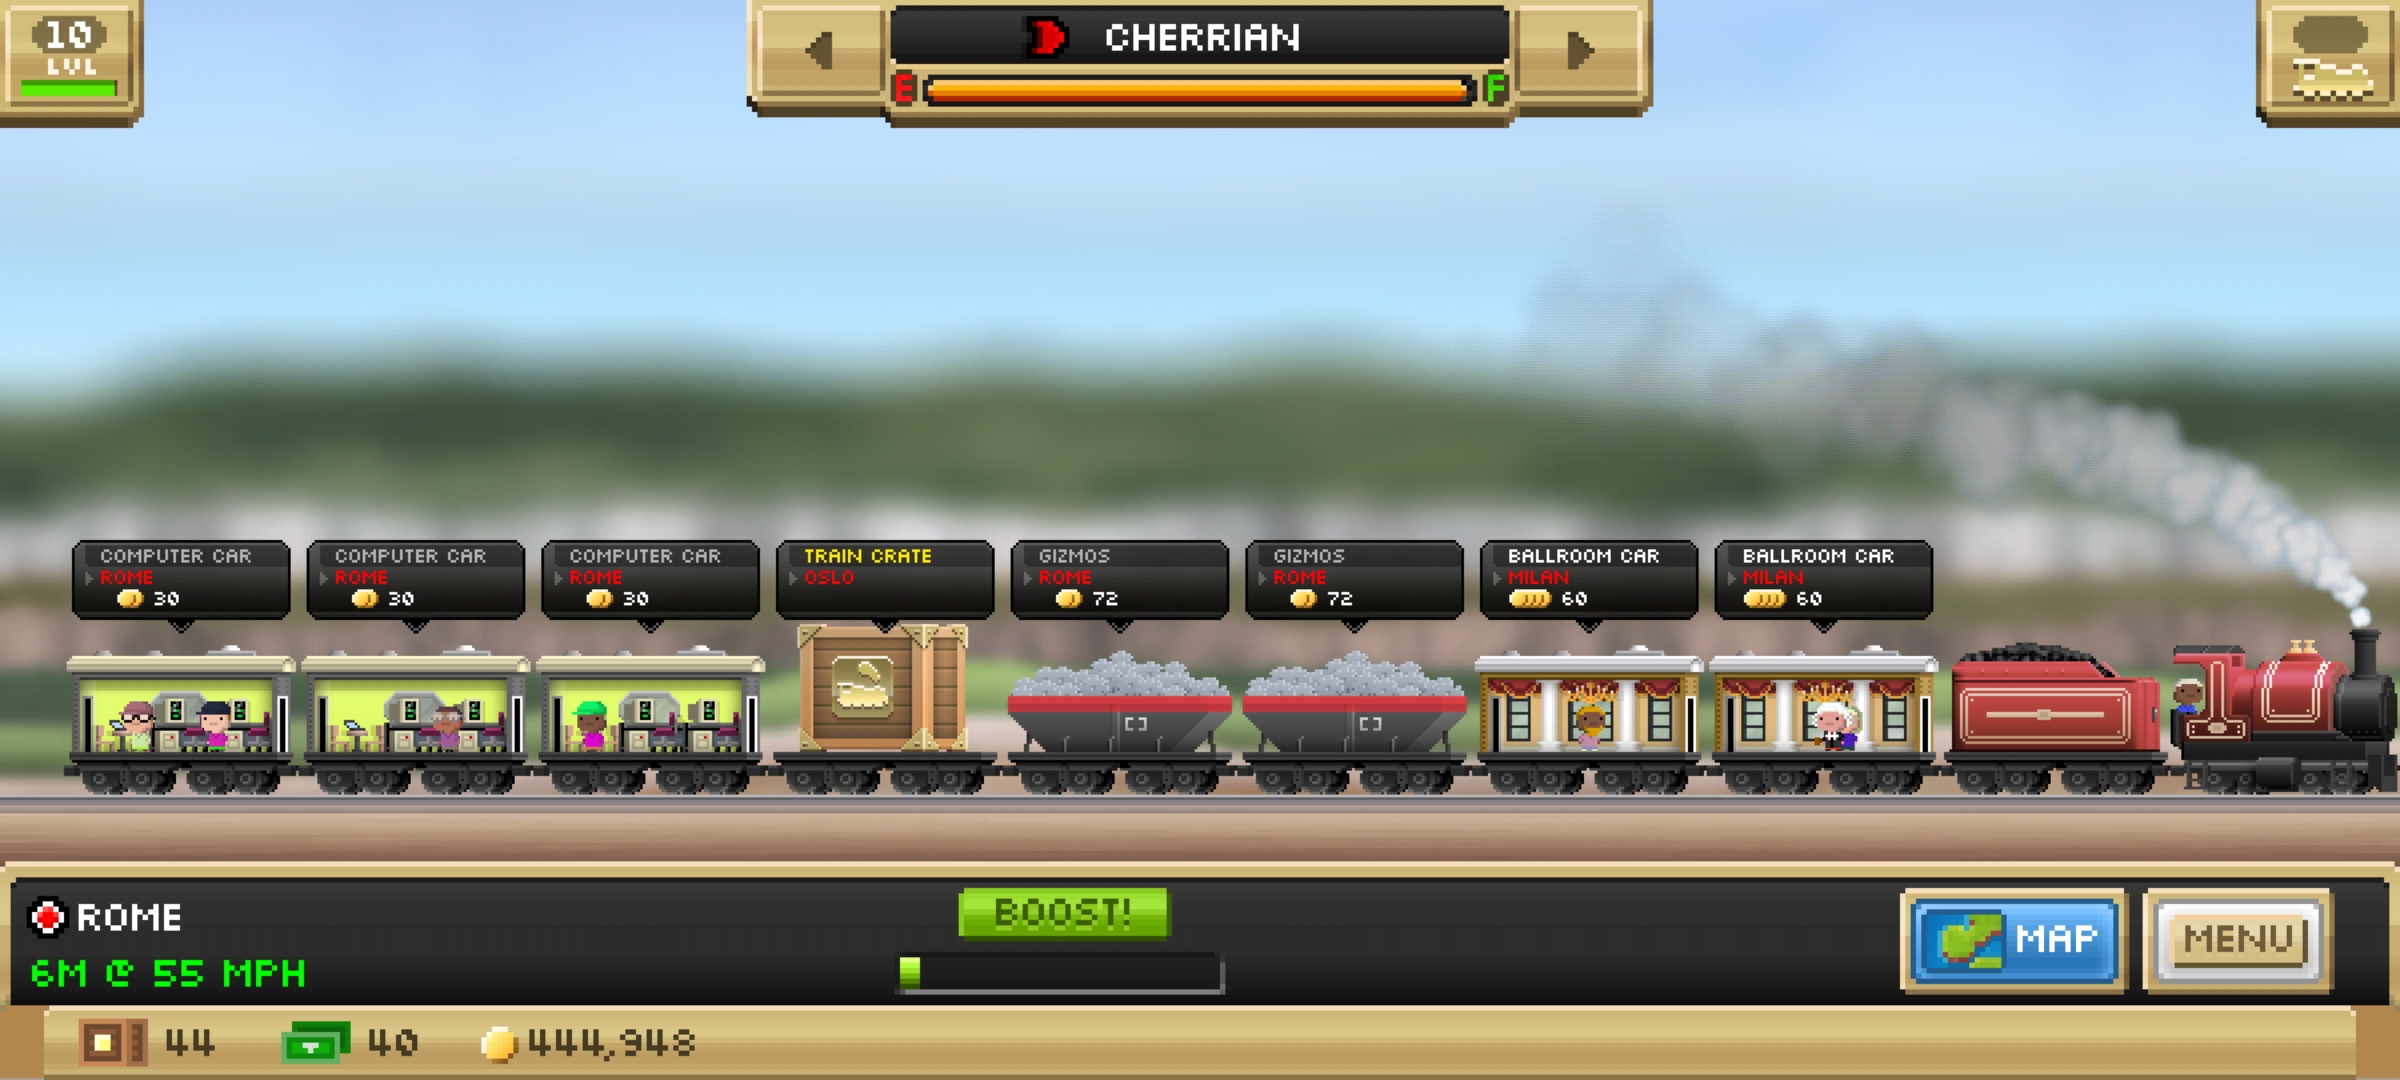 10
LVL
CHERRIAN
E F
COMPUTER CAR
ROME
30
COMPUTER CAR
ROME
30
COMPUTER CAR
ROME
30
TRAIN CRATE
OSLO
GIZMOS
ROME
72
GIZMOS
ROME
72
BALLROOM CAR
MILAN
60
BALLROOM CAR
MILAN
60
ROME
6M @ 55 MPH
BOOST!
MAP
MENU
44
40
444,948